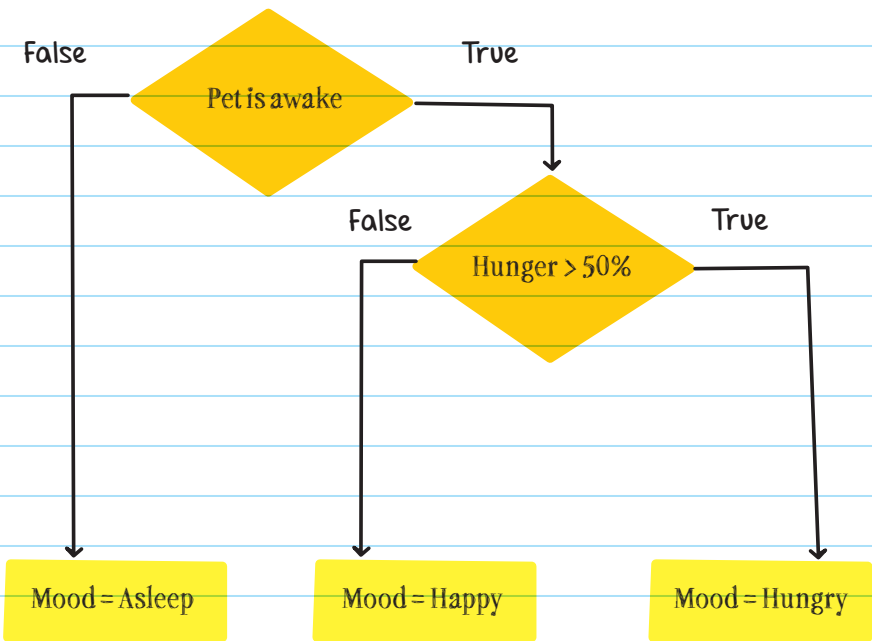 False
True
Pet is awake
False
True
Hunger > 50%
Mood = Asleep
Mood = Happy
Mood = Hungry